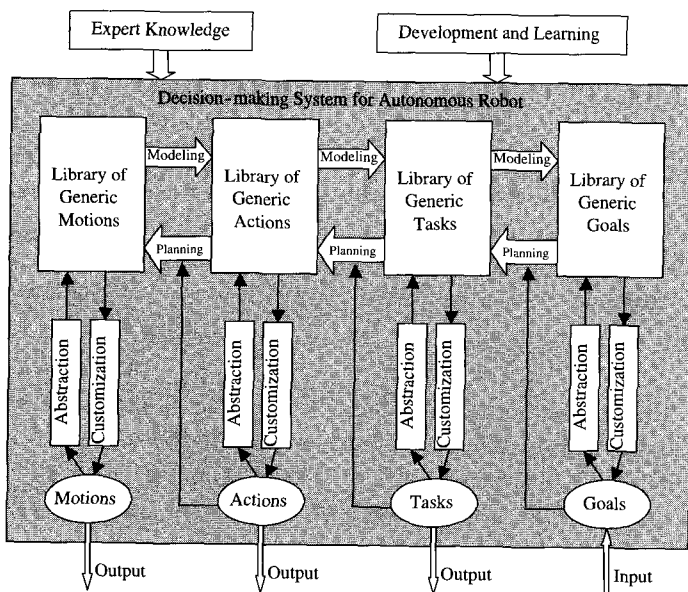 Expert Knowledge
Development and Learning
Decision-making System for Autonomous Robot
Library of
Generic
Motions
Modeling
Planning
Library of
Generic
Actions
Modeling
Planning
Library of
Generic
Tasks
Modeling
Planning
Library of
Generic
Goals
Abstraction
Customization
Abstraction
Customization
Abstraction
Customization
Abstraction
Customization
Motions
Actions
Tasks
Goals
Output
Output
Output
Input